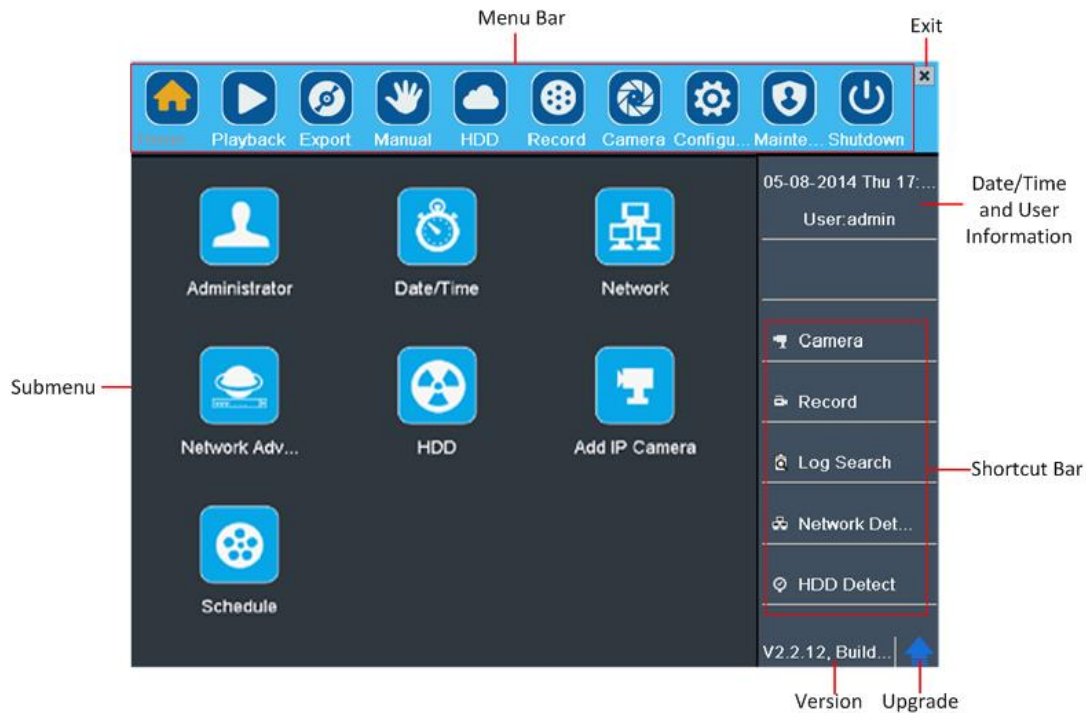 Menu Bar
Exit
Playback Export Manual HDD Record Camera Configu... Mainte... Shutdown
05-08-2014 Thu 17:...
User:admin
Date/Time
and User
Information
Administrator
Date/Time
Network
Camera
Submenu
Record
Network Adv...
HDD
Add IP Camera
Log Search
Shortcut Bar
Network Det...
HDD Detect
Schedule
V2.2.12, Build...
Version
Upgrade